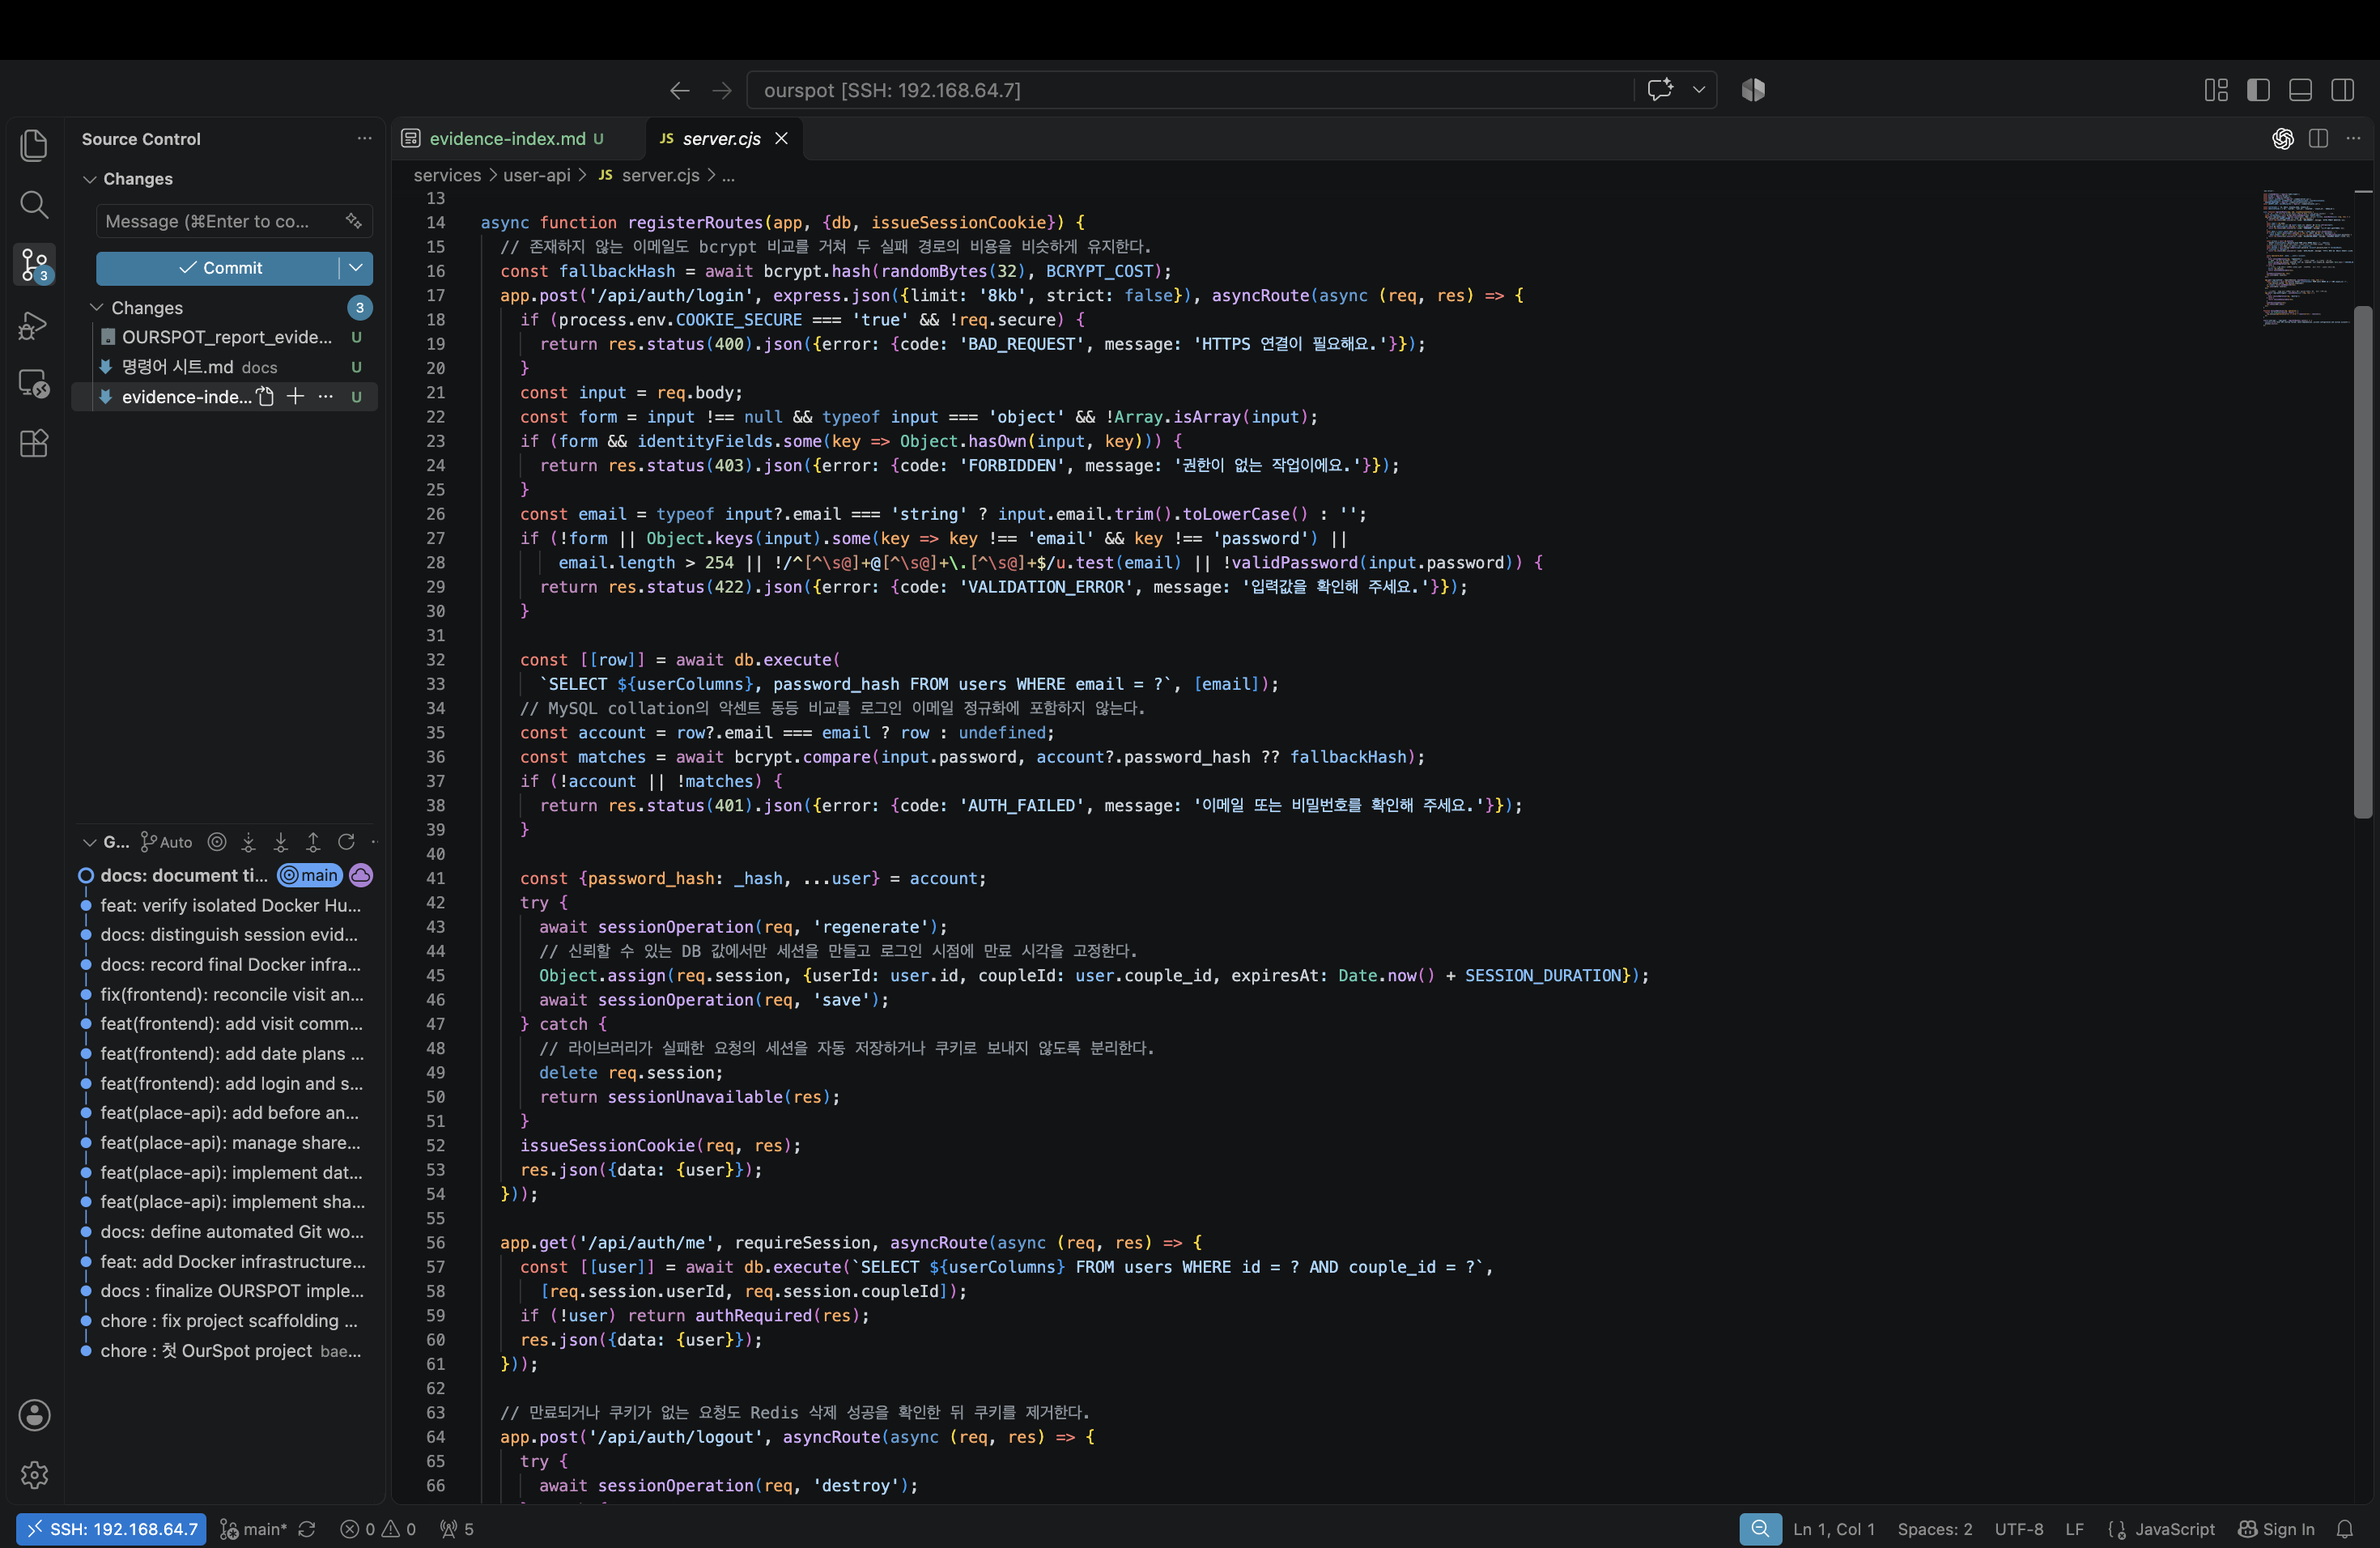 ourspot [SSH: 192.168.64.7]
Source Control
Changes
Message (⌘Enter to co...
Commit
Changes 3
OURSPOT_report_evide... U
명령어 시트.md docs U
evidence-inde... U
3
G... Auto
docs: document ti... main
feat: verify isolated Docker Hu...
docs: distinguish session evid...
docs: record final Docker infra...
fix(frontend): reconcile visit an...
feat(frontend): add visit comm...
feat(frontend): add date plans ...
feat(frontend): add login and s...
feat(place-api): add before an...
feat(place-api): manage share...
feat(place-api): implement dat...
feat(place-api): implement sha...
docs: define automated Git wo...
feat: add Docker infrastructure...
docs : finalize OURSPOT imple...
chore : fix project scaffolding ...
chore : 첫 OurSpot project bae...
evidence-index.md U
JS server.cjs
services > user-api > JS server.cjs > ...
13
14 async function registerRoutes(app, {db, issueSessionCookie}) {
15 // 존재하지 않는 이메일도 bcrypt 비교를 거쳐 두 실패 경로의 비용을 비슷하게 유지한다.
16 const fallbackHash = await bcrypt.hash(randomBytes(32), BCRYPT_COST);
17 app.post('/api/auth/login', express.json({limit: '8kb', strict: false}), asyncRoute(async (req, res) => {
18 if (process.env.COOKIE_SECURE === 'true' && !req.secure) {
19 return res.status(400).json({error: {code: 'BAD_REQUEST', message: 'HTTPS 연결이 필요해요.'}});
20 }
21 const input = req.body;
22 const form = input !== null && typeof input === 'object' && !Array.isArray(input);
23 if (form && identityFields.some(key => Object.hasOwn(input, key))) {
24 return res.status(403).json({error: {code: 'FORBIDDEN', message: '권한이 없는 작업이에요.'}});
25 }
26 const email = typeof input?.email === 'string' ? input.email.trim().toLowerCase() : '';
27 if (!form || Object.keys(input).some(key => key !== 'email' && key !== 'password') ||
28 email.length > 254 || !/^[^\s@]+@[^\s@]+\.[^\s@]+$/u.test(email) || !validPassword(input.password)) {
29 return res.status(422).json({error: {code: 'VALIDATION_ERROR', message: '입력값을 확인해 주세요.'}});
30 }
31
32 const [[row]] = await db.execute(
33 `SELECT ${userColumns}, password_hash FROM users WHERE email = ?`, [email]);
34 // MySQL collation의 악센트 동등 비교를 로그인 이메일 정규화에 포함하지 않는다.
35 const account = row?.email === email ? row : undefined;
36 const matches = await bcrypt.compare(input.password, account?.password_hash ?? fallbackHash);
37 if (!account || !matches) {
38 return res.status(401).json({error: {code: 'AUTH_FAILED', message: '이메일 또는 비밀번호를 확인해 주세요.'}});
39 }
40
41 const {password_hash: _hash, ...user} = account;
42 try {
43 await sessionOperation(req, 'regenerate');
44 // 신뢰할 수 있는 DB 값에서만 세션을 만들고 로그인 시점에 만료 시각을 고정한다.
45 Object.assign(req.session, {userId: user.id, coupleId: user.couple_id, expiresAt: Date.now() + SESSION_DURATION});
46 await sessionOperation(req, 'save');
47 } catch {
48 // 라이브러리가 실패한 요청의 세션을 자동 저장하거나 쿠키로 보내지 않도록 분리한다.
49 delete req.session;
50 return sessionUnavailable(res);
51 }
52 issueSessionCookie(req, res);
53 res.json({data: {user}});
54 }));
55
56 app.get('/api/auth/me', requireSession, asyncRoute(async (req, res) => {
57 const [[user]] = await db.execute(`SELECT ${userColumns} FROM users WHERE id = ? AND couple_id = ?`,
58 [req.session.userId, req.session.coupleId]);
59 if (!user) return authRequired(res);
60 res.json({data: {user}});
61 }));
62
63 // 만료되거나 쿠키가 없는 요청도 Redis 삭제 성공을 확인한 뒤 쿠키를 제거한다.
64 app.post('/api/auth/logout', asyncRoute(async (req, res) => {
65 try {
66 await sessionOperation(req, 'destroy');
SSH: 192.168.64.7 main* 0 0 5 Ln 1, Col 1 Spaces: 2 UTF-8 LF JavaScript Sign In